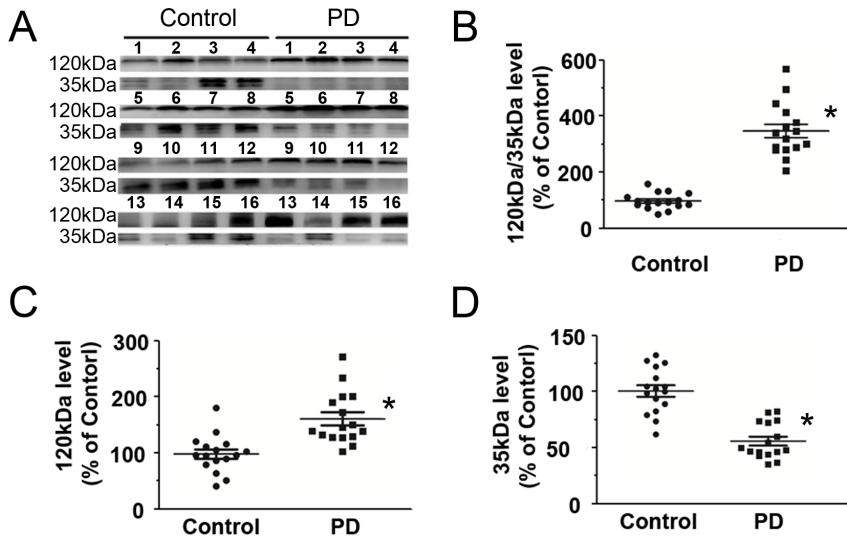 A
Control PD
1 2 3 4 1 2 3 4
120kDa
35kDa
5 6 7 8 5 6 7 8
120kDa
35kDa
9 10 11 12 9 10 11 12
120kDa
35kDa
13 14 15 16 13 14 15 16
120kDa
35kDa
B
120kDa/35kDa level
(% of Contorl)
600
400
200
0
*
Control PD
C
120kDa level
(% of Contorl)
300
200
100
0
*
Control PD
D
35kDa level
(% of Contorl)
150
100
50
0
*
Control PD